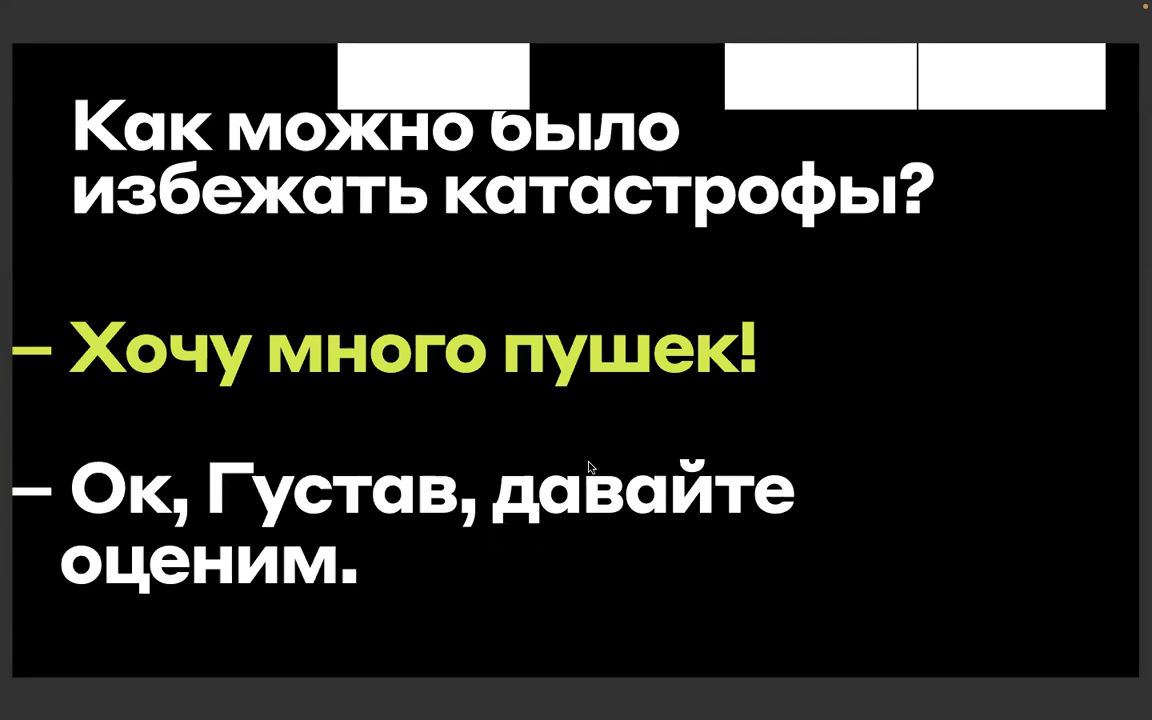 Как можно было
избежать катастрофы?
– Хочу много пушек!
– Ок, Густав, давайте
оценим.